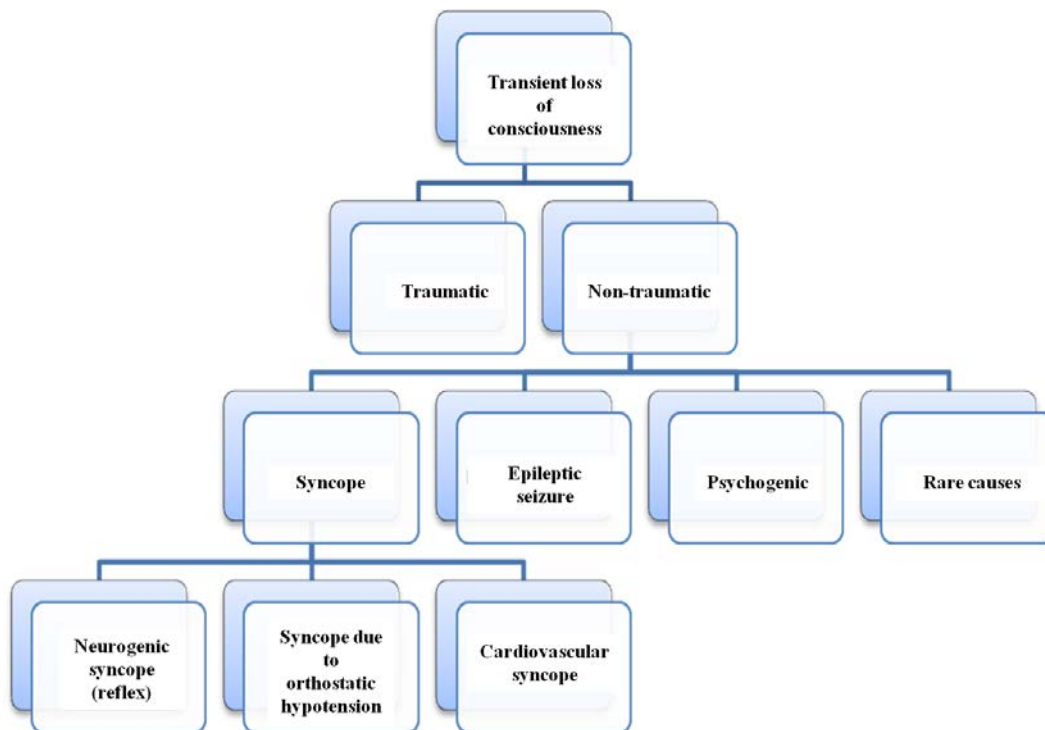 Transient loss
of
consciousness
Traumatic
Non-traumatic
Syncope
Epileptic
seizure
Psychogenic
Rare causes
Neurogenic
syncope
(reflex)
Syncope due
to
orthostatic
hypotension
Cardiovascular
syncope